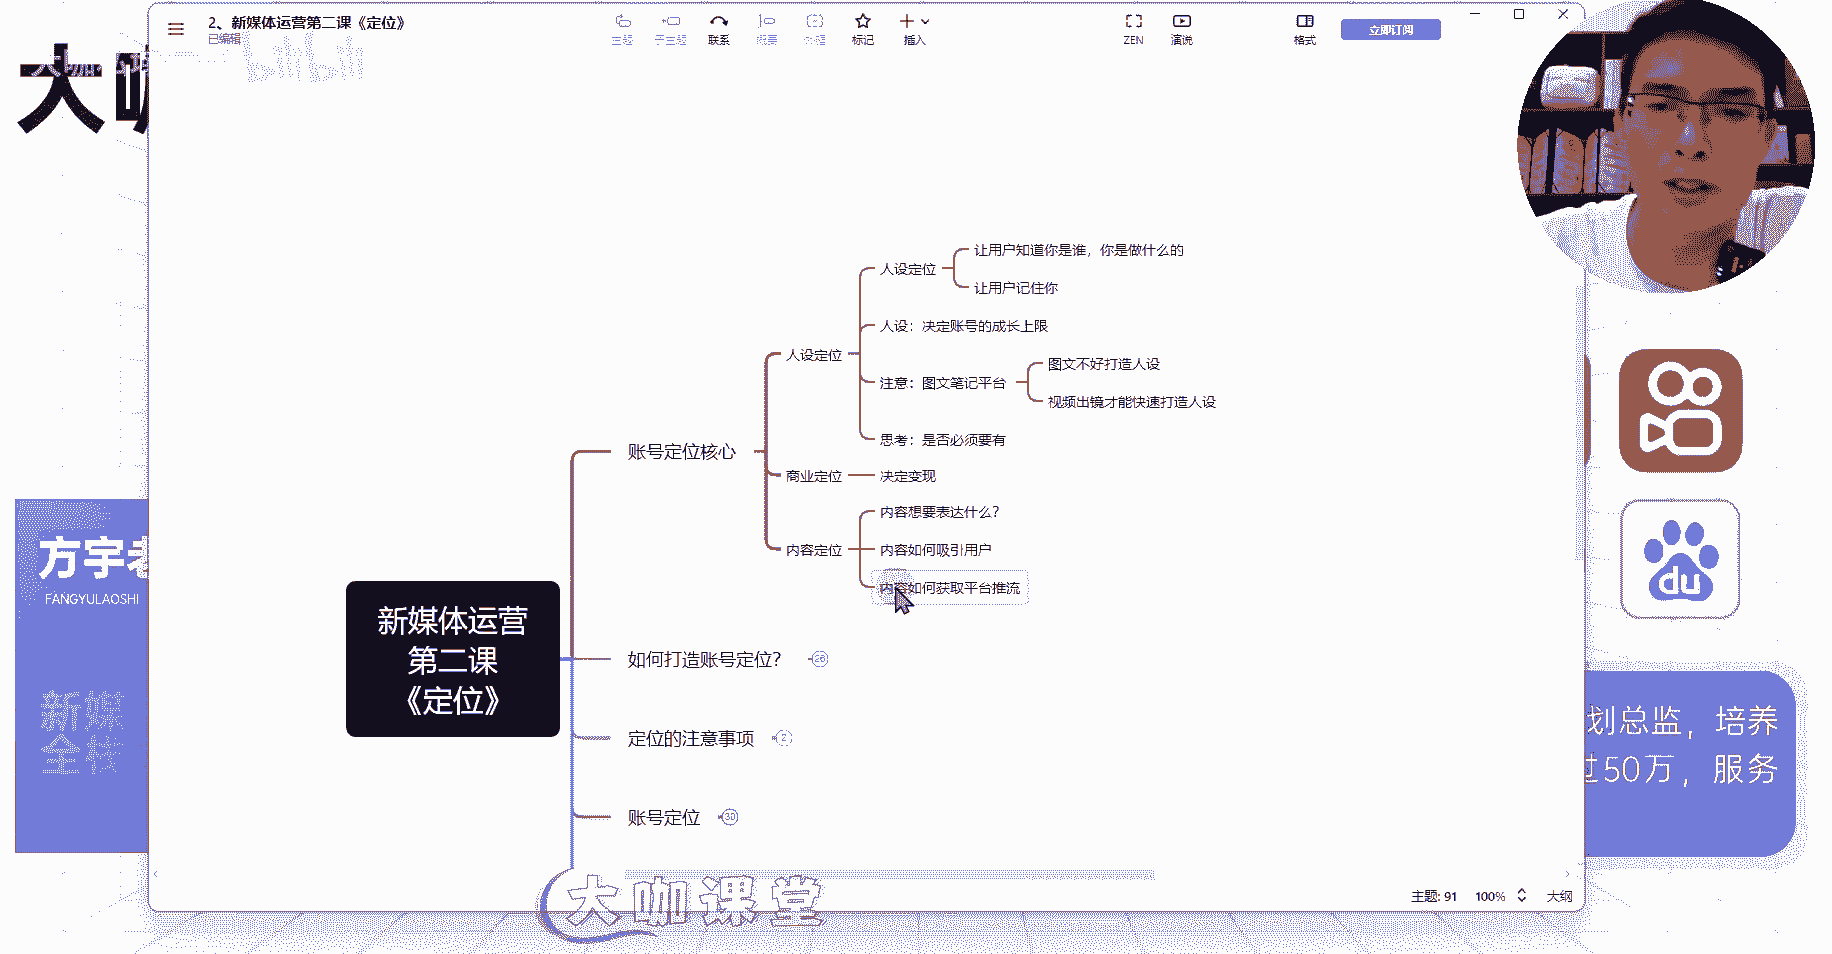 2、新媒体运营第二课《定位》
已编辑
bilibili
主题
子主题
联系
概要
外框
标记
插入
ZEN
演说
格式
立即订阅
大咖
让用户知道你是谁，你是做什么的
人设定位
让用户记住你
人设：决定账号的成长上限
人设定位
图文不好打造人设
注意：图文笔记平台
视频出镜才能快速打造人设
思考：是否必须要有
账号定位核心
商业定位
决定变现
内容想要表达什么？
内容定位
内容如何吸引用户
内容如何获取平台推流
方宇老
FANGYULAOSHI
新媒体运营
第二课
《定位》
如何打造账号定位？
26
定位的注意事项
2
账号定位
30
du
新媒
全栈
划总监，培养
过50万，服务
大咖课堂
主题: 91
100%
大纲